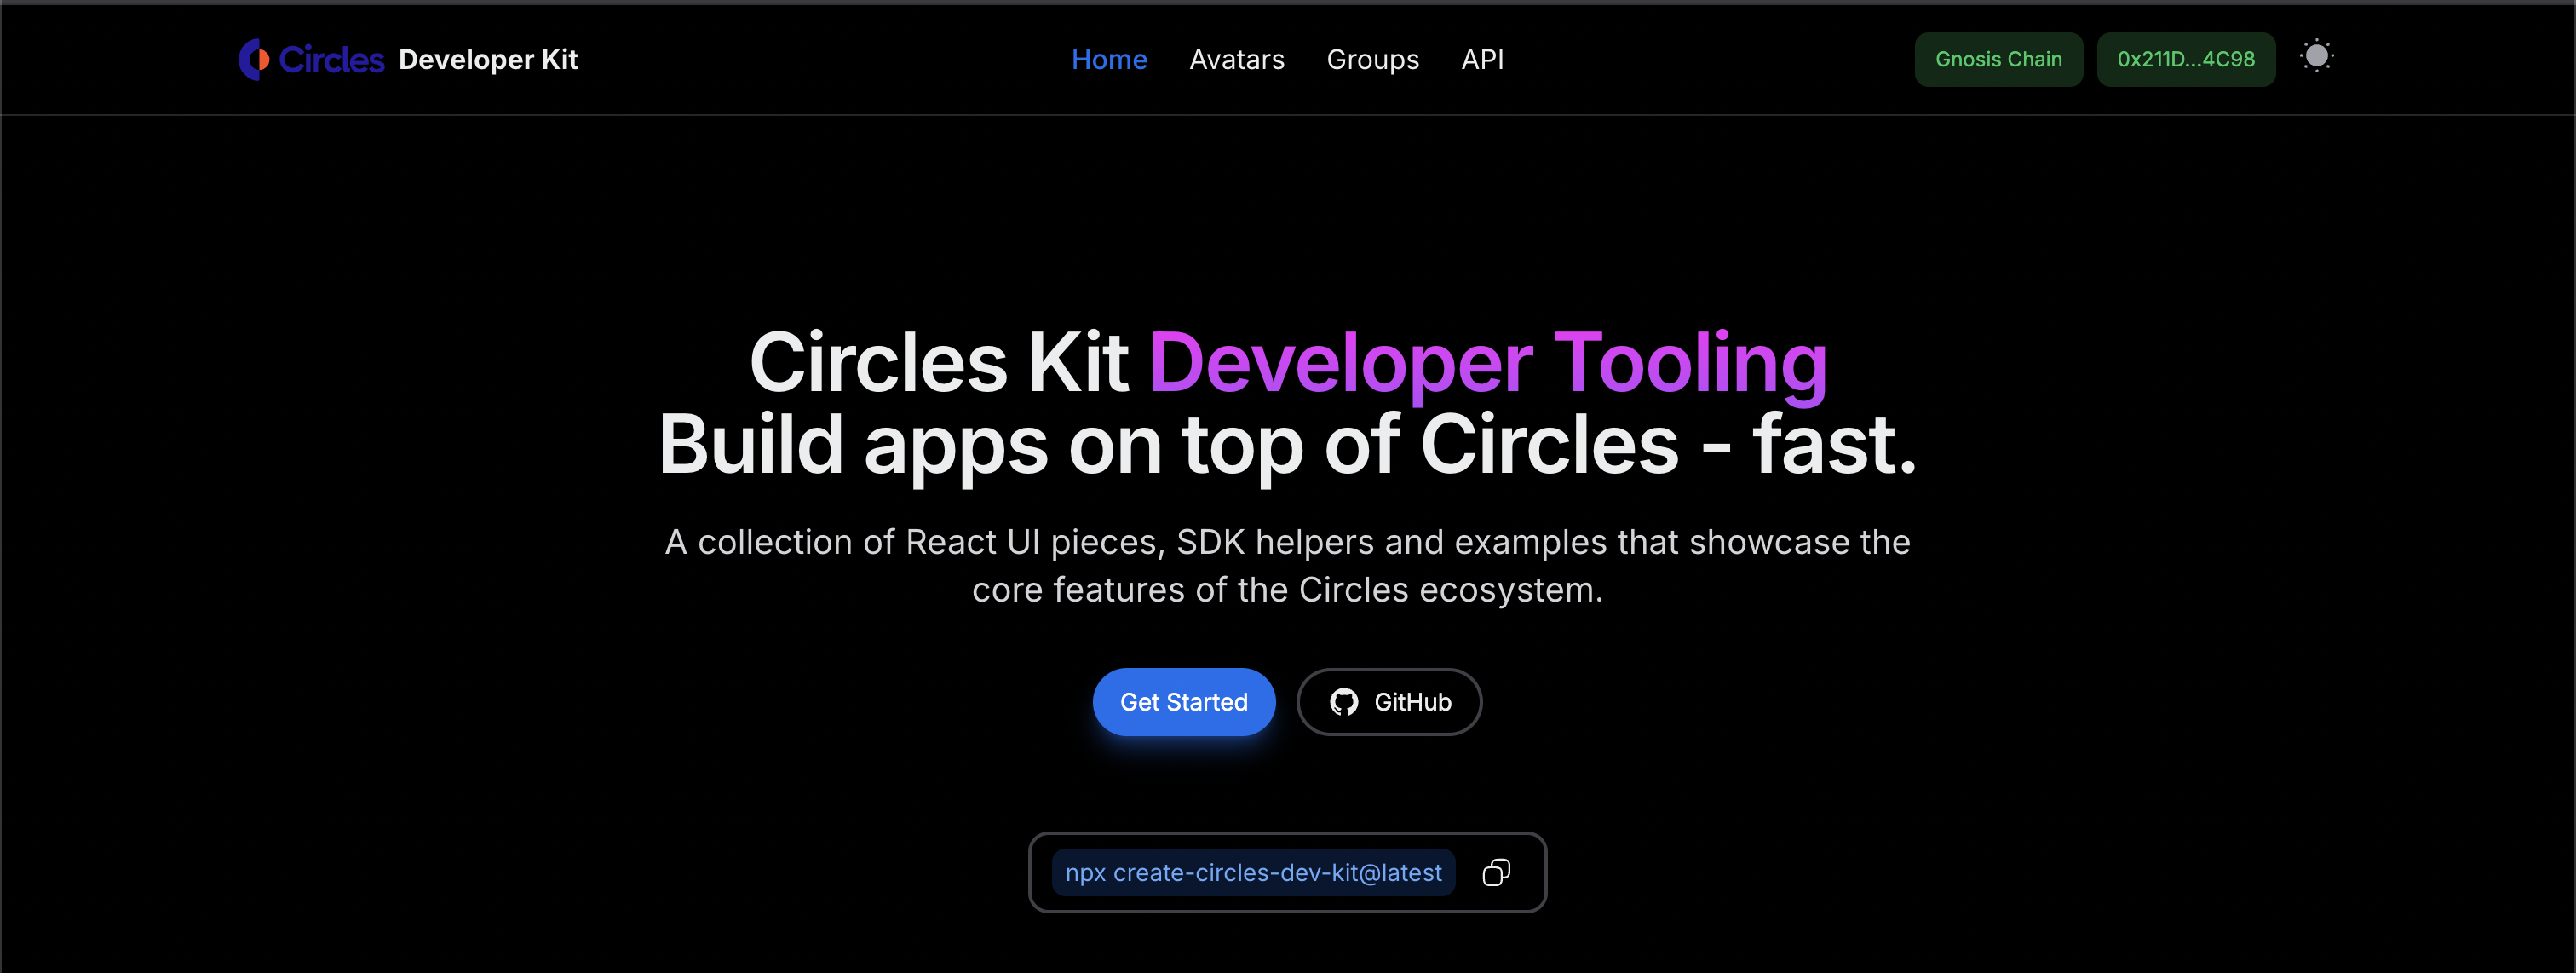 Circles Developer Kit
Home Avatars Groups API
Gnosis Chain 0x211D...4C98
Circles Kit Developer Tooling
Build apps on top of Circles - fast.
A collection of React UI pieces, SDK helpers and examples that showcase the
core features of the Circles ecosystem.
Get Started GitHub
npx create-circles-dev-kit@latest